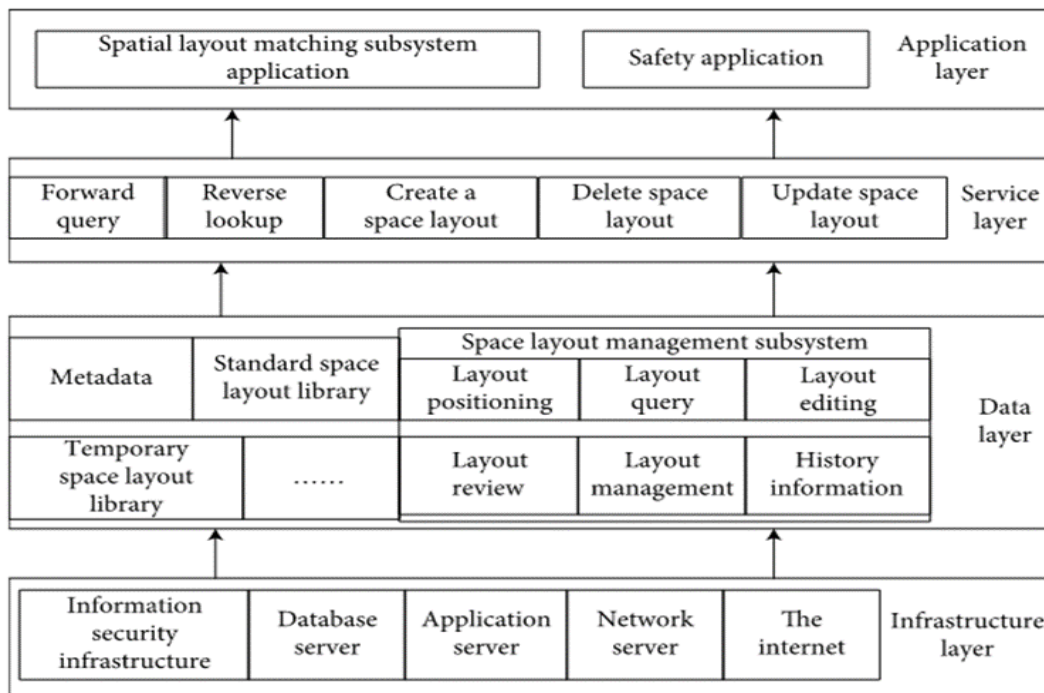 Spatial layout matching subsystem
application
Safety application
Application
layer
Forward
query
Reverse
lookup
Create a
space layout
Delete space
layout
Update space
layout
Service
layer
Metadata
Standard space
layout library
Space layout management subsystem
Layout
positioning
Layout
query
Layout
editing
Data
layer
Temporary
space layout
library
......
Layout
review
Layout
management
History
information
Information
security
infrastructure
Database
server
Application
server
Network
server
The
internet
Infrastructure
layer